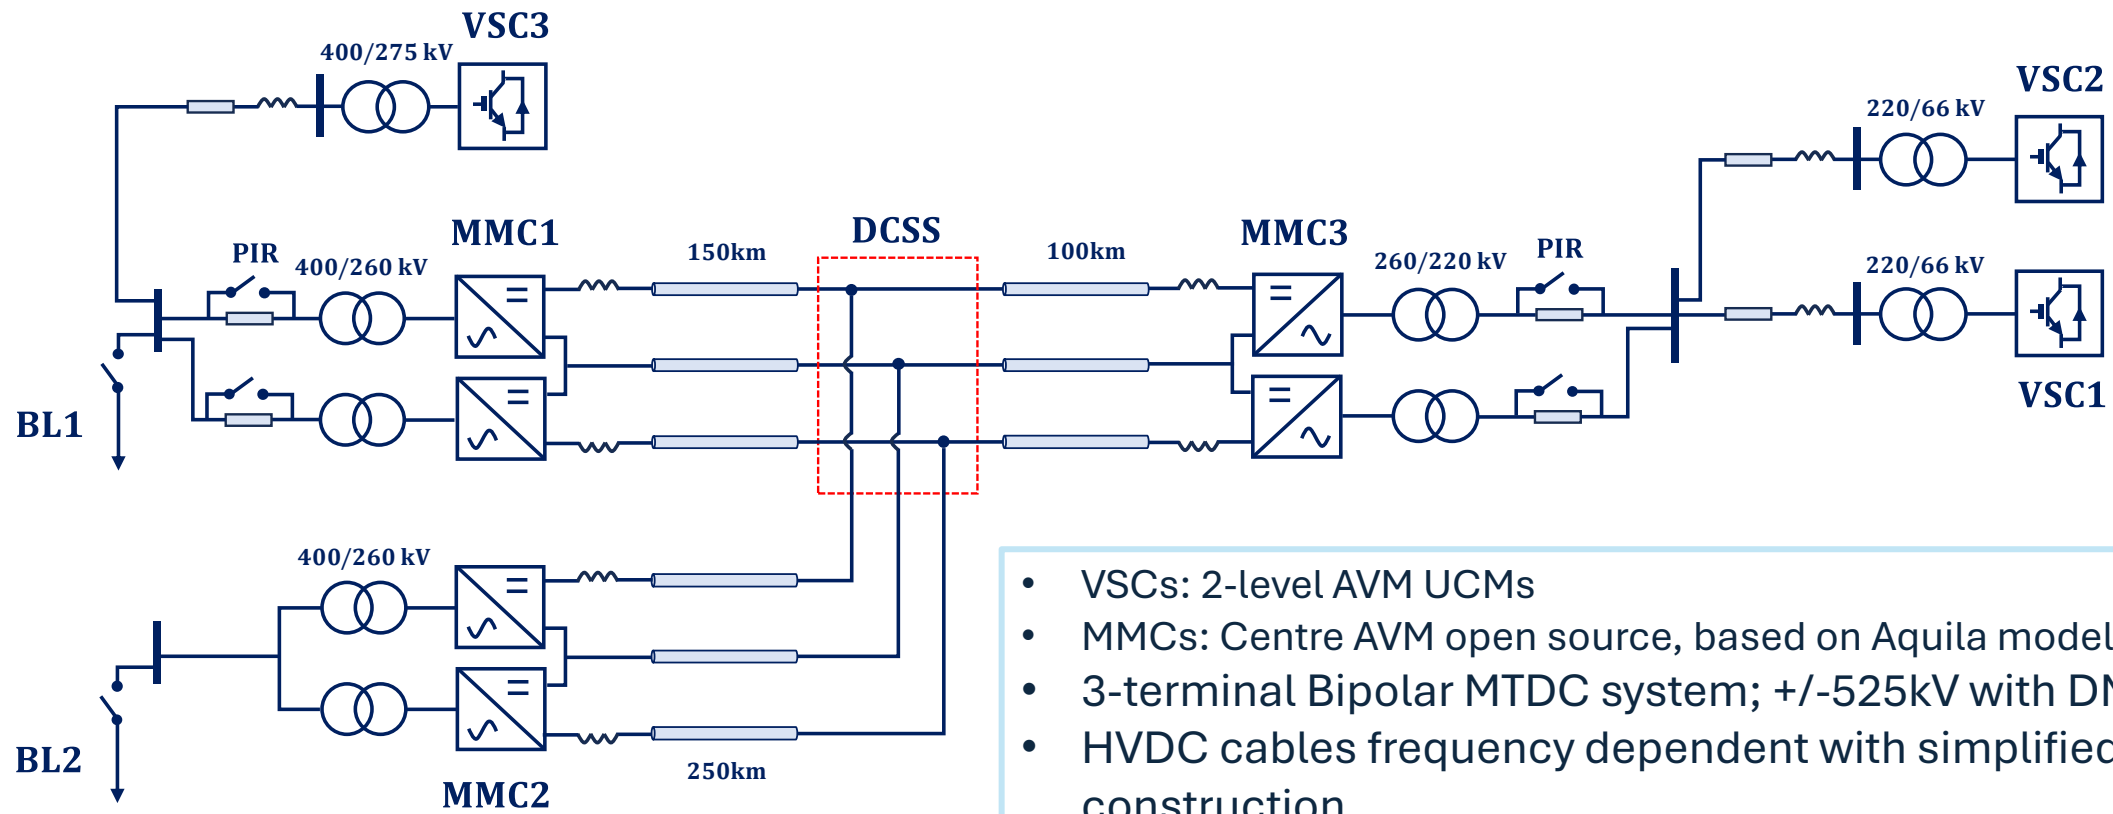 VSC3
400/275 kV
VSC2
220/66 kV
MMC1
DCSS
MMC3
150km
100km
PIR
400/260 kV
260/220 kV
PIR
220/66 kV
BL1
VSC1
400/260 kV
BL2
250km
MMC2
• VSCs: 2-level AVM UCMs
• MMCs: Centre AVM open source, based on Aquila model
• 3-terminal Bipolar MTDC system; +/-525kV with
• HVDC cables frequency dependent with simplified
construction